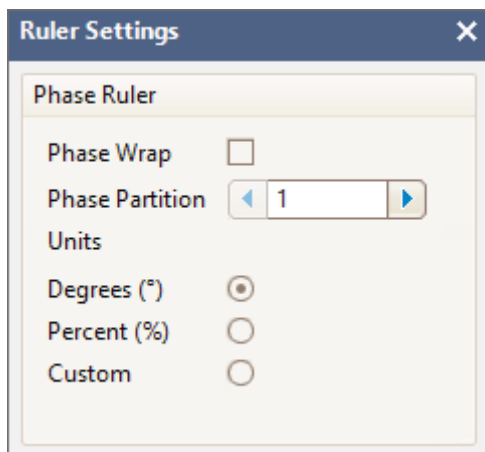 Ruler Settings
Phase Ruler
Phase Wrap
Phase Partition 1
Units
Degrees (°)
Percent (%)
Custom